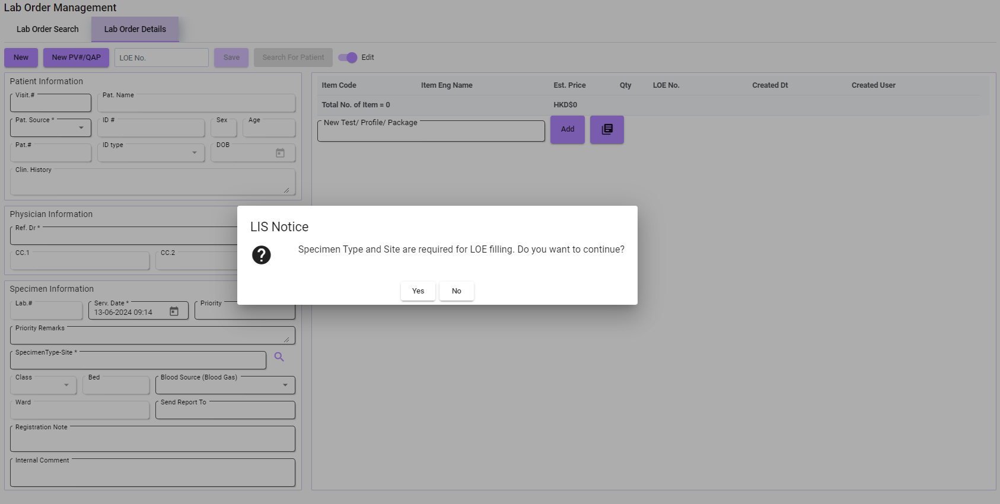 Lab Order Management
Lab Order Search Lab Order Details
New New PV#/QAP LOE No. Save Search For Patient Edit
Patient Information
Visit.# Pat. Name
Pat. Source * ID # Sex Age
Pat.# ID type DOB
Clin. History
Physician Information
Ref. Dr *
CC.1 CC.2
Specimen Information
Lab.# Serv. Date * Priority
13-06-2024 09:14
Priority Remarks
SpecimenType-Site *
Class Bed Blood Source (Blood Gas)
Ward Send Report To
Registration Note
Internal Comment
Item Code Item Eng Name Est. Price Qty LOE No. Created Dt Created User
Total No. of Item = 0 HKD$0
New Test/ Profile/ Package Add
LIS Notice
Specimen Type and Site are required for LOE filling. Do you want to continue?
Yes No